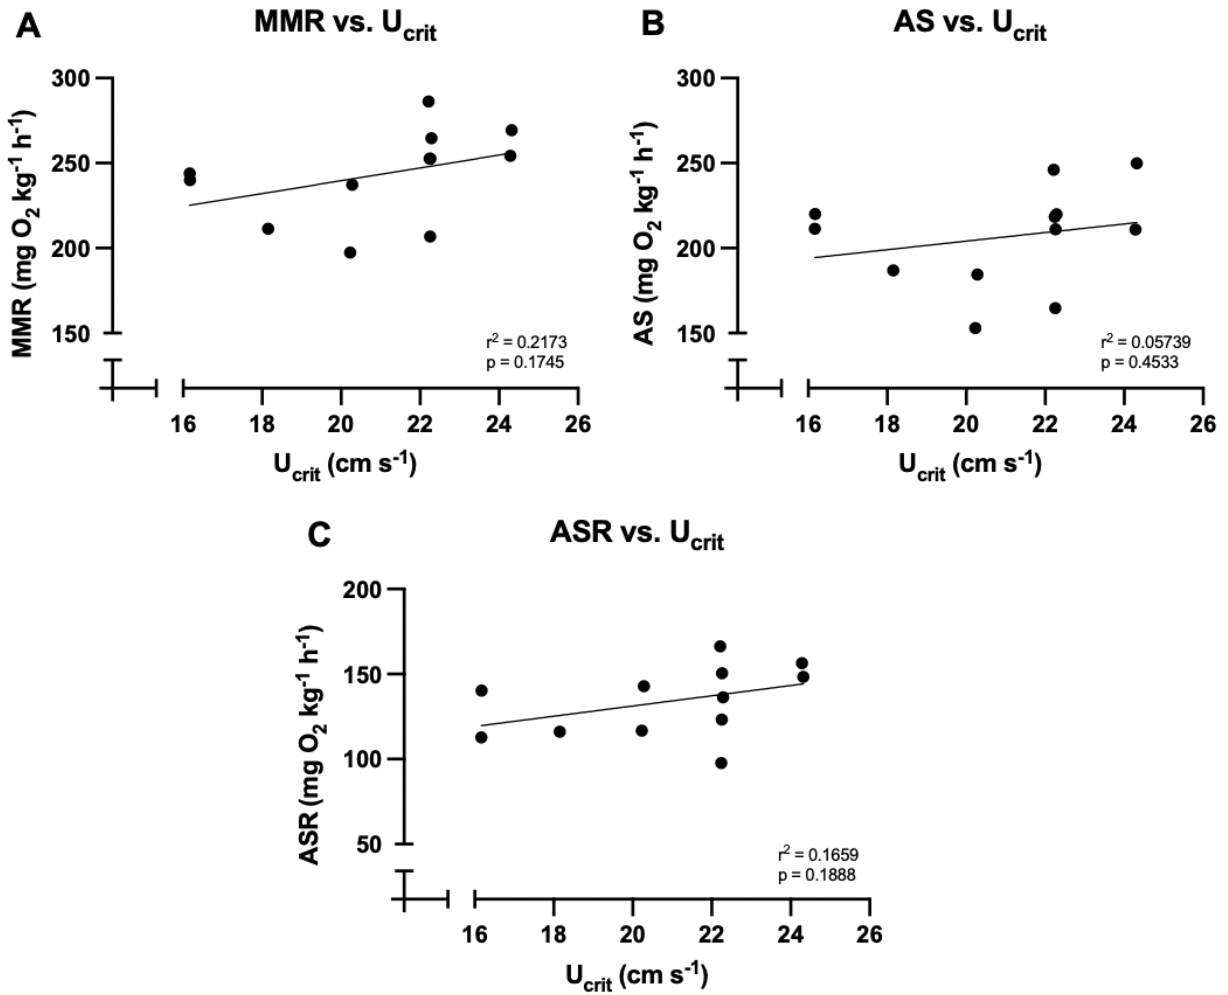 A
MMR vs. Ucrit
300
250
200
150
MMR (mg O2 kg-1 h-1)
r2 = 0.2173
p = 0.1745
16 18 20 22 24 26
Ucrit (cm s-1)
B
AS vs. Ucrit
300
250
200
150
AS (mg O2 kg-1 h-1)
r2 = 0.05739
p = 0.4533
16 18 20 22 24 26
Ucrit (cm s-1)
C
ASR vs. Ucrit
200
150
100
50
ASR (mg O2 kg-1 h-1)
r2 = 0.1659
p = 0.1888
16 18 20 22 24 26
Ucrit (cm s-1)